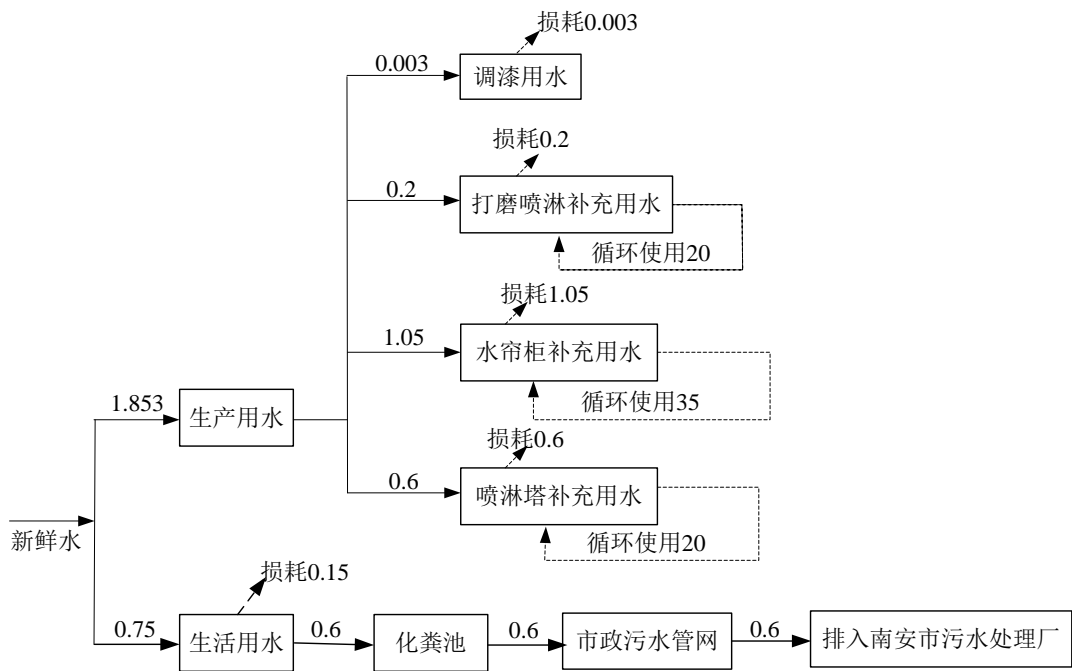 损耗0.003
0.003
调漆用水
损耗0.2
0.2
打磨喷淋补充用水
循环使用20
损耗1.05
1.05
水帘柜补充用水
循环使用35
1.853
生产用水
损耗0.6
0.6
喷淋塔补充用水
循环使用20
新鲜水
损耗0.15
0.75
生活用水
0.6
化粪池
0.6
市政污水管网
0.6
排入南安市污水处理厂